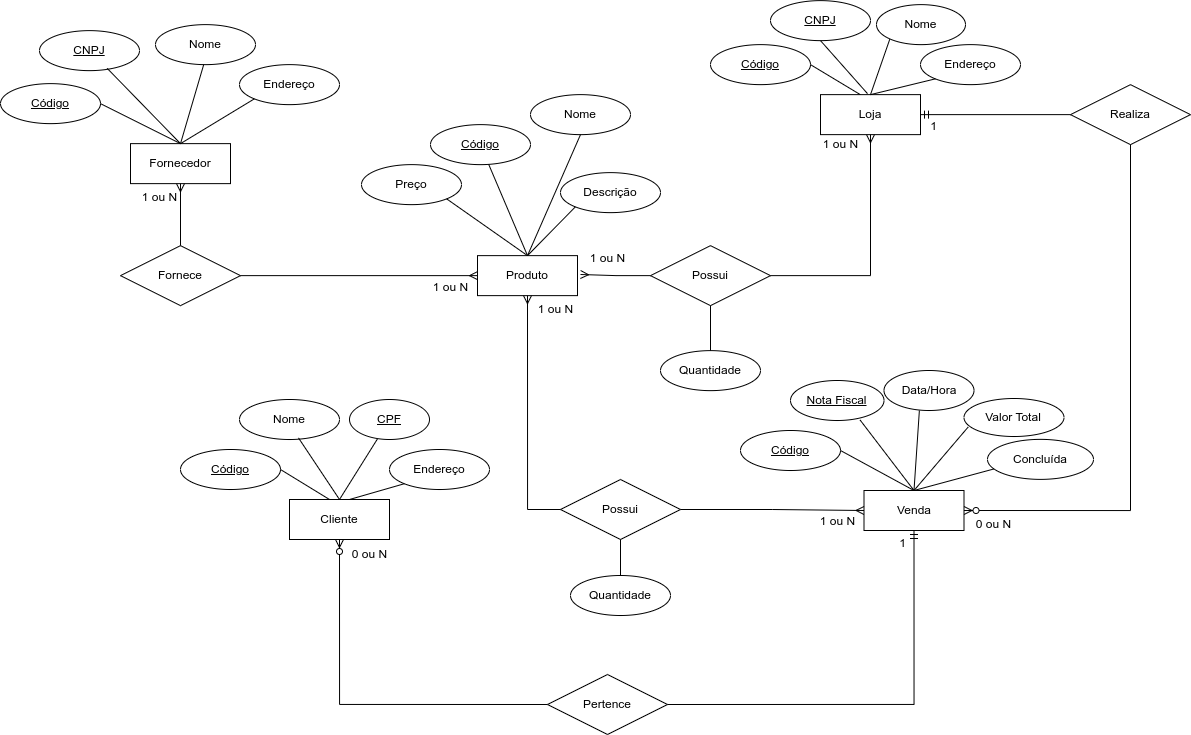 CNPJ
Nome
Endereço
Código
Fornecedor
1 ou N
Fornece
1 ou N
Nome
Código
Preço
Descrição
Produto
1 ou N
1 ou N
Possui
Quantidade
CNPJ
Nome
Código
Endereço
Loja
1 ou N
1
Realiza
Nome
CPF
Código
Endereço
Cliente
0 ou N
Possui
Quantidade
Nota Fiscal
Data/Hora
Valor Total
Código
Concluída
Venda
1 ou N
0 ou N
1
Pertence